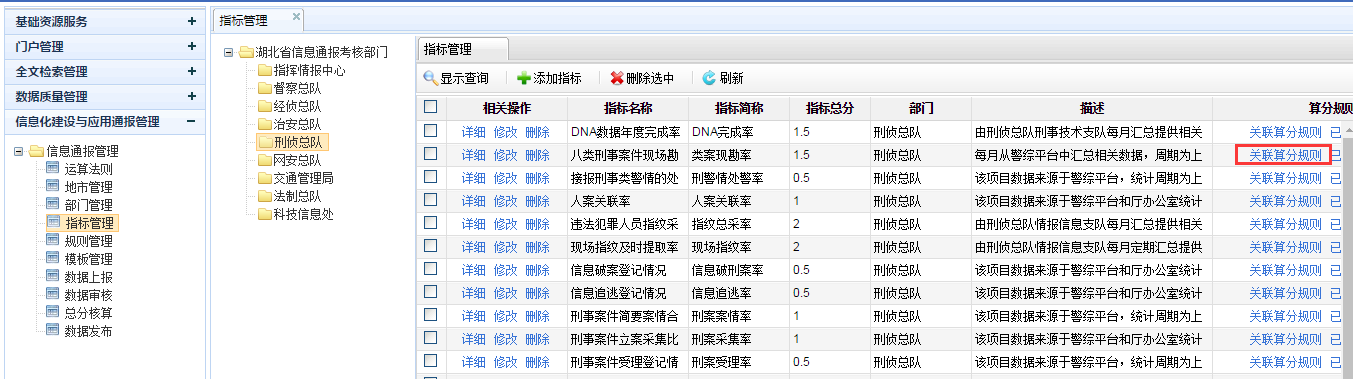 基础资源服务
门户管理
全文检索管理
数据质量管理
信息化建设与应用通报管理
信息通报管理
运算法则
地市管理
部门管理
指标管理
规则管理
模板管理
数据上报
数据审核
总分核算
数据发布
指标管理
湖北省信息通报考核部门
指挥情报中心
督察总队
经侦总队
治安总队
刑侦总队
网安总队
交通管理局
法制总队
科技信息处
指标管理
显示查询 添加指标 删除选中 刷新
相关操作 指标名称 指标简称 指标总分 部门 描述 算分规则
详细 修改 删除 DNA数据年度完成率 DNA完成率 1.5 刑侦总队 由刑侦总队刑事技术支队每月汇总提供相关 关联算分规则 已
详细 修改 删除 八类刑事案件现场勘 类案现勘率 1.5 刑侦总队 每月从警综平台中汇总相关数据，周期为上 关联算分规则 已
详细 修改 删除 接报刑事类警情的处 刑警情处警率 0.5 刑侦总队 该项目数据来源于警综平台，统计周期为上 关联算分规则 已
详细 修改 删除 人案关联率 人案关联率 1 刑侦总队 该项目数据来源于警综平台和厅办公室统计 关联算分规则 已
详细 修改 删除 违法犯罪人员指纹采 指纹总采率 2 刑侦总队 由刑侦总队情报信息支队每月汇总提供相关 关联算分规则 已
详细 修改 删除 现场指纹及时提取率 现场指纹率 2 刑侦总队 由刑侦总队情报信息支队每月定期汇总提供 关联算分规则 已
详细 修改 删除 信息破案登记情况 信息破刑案率 0.5 刑侦总队 该项目数据来源于警综平台和厅办公室统计 关联算分规则 已
详细 修改 删除 信息追逃登记情况 信息追逃率 0.5 刑侦总队 该项目数据来源于警综平台和厅办公室统计 关联算分规则 已
详细 修改 删除 刑事案件简要案情合 刑案案情率 1 刑侦总队 该项目数据来源于警综平台，统计周期为上 关联算分规则 已
详细 修改 删除 刑事案件立案采集比 刑案采集率 1 刑侦总队 该项目数据来源于警综平台和厅办公室统计 关联算分规则 已
详细 修改 删除 刑事案件受理登记情 刑案受理率 0.5 刑侦总队 该项目数据来源于警综平台，统计周期为上 关联算分规则 已